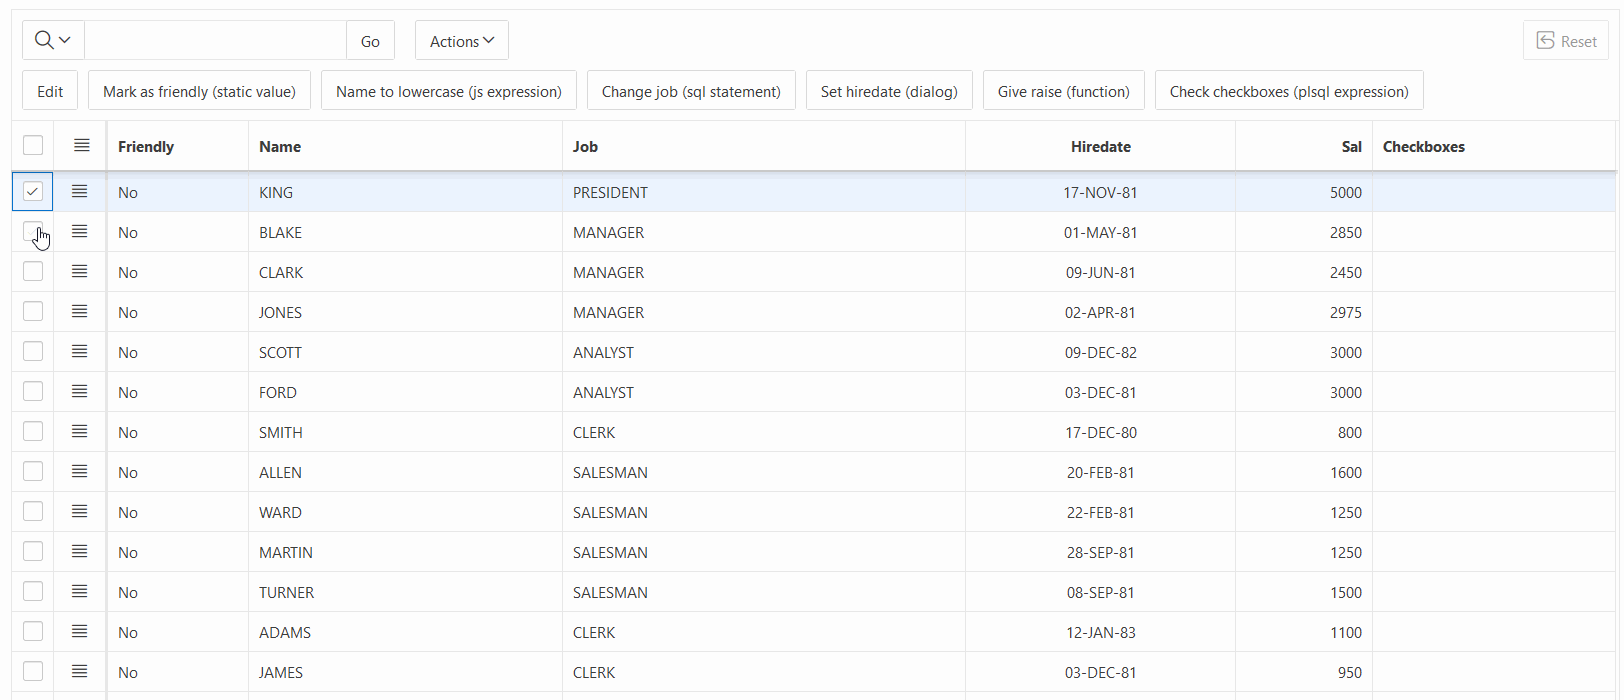 Go Actions Reset
Edit Mark as friendly (static value) Name to lowercase (js expression) Change job (sql statement) Set hiredate (dialog) Give raise (function) Check checkboxes (plsql expression)
Friendly Name Job Hiredate Sal Checkboxes
No KING PRESIDENT 17-NOV-81 5000
No BLAKE MANAGER 01-MAY-81 2850
No CLARK MANAGER 09-JUN-81 2450
No JONES MANAGER 02-APR-81 2975
No SCOTT ANALYST 09-DEC-82 3000
No FORD ANALYST 03-DEC-81 3000
No SMITH CLERK 17-DEC-80 800
No ALLEN SALESMAN 20-FEB-81 1600
No WARD SALESMAN 22-FEB-81 1250
No MARTIN SALESMAN 28-SEP-81 1250
No TURNER SALESMAN 08-SEP-81 1500
No ADAMS CLERK 12-JAN-83 1100
No JAMES CLERK 03-DEC-81 950